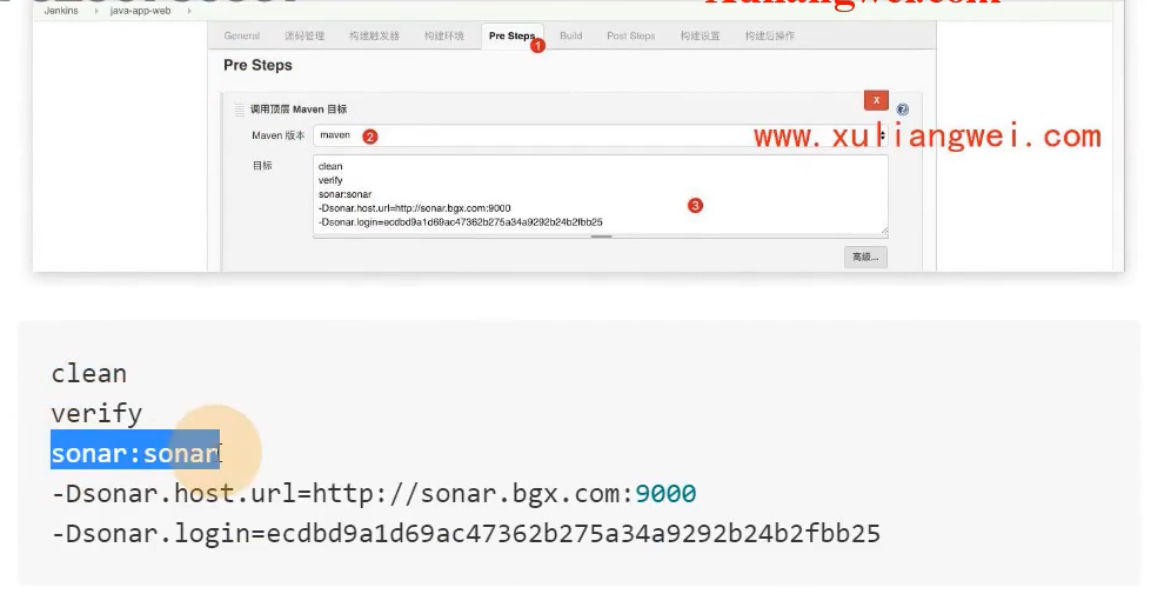 Jenkins › java-app-web ›
Xuliangwei.com
General 源码管理 构建触发器 构建环境 Pre Steps Build Post Steps 构建设置 构建后操作
1
Pre Steps
调用顶层 Maven 目标
X
?
Maven 版本 maven 2
www.xuliangwei.com
目标
clean
verify
sonar:sonar
-Dsonar.host.url=http://sonar.bgx.com:9000
3
-Dsonar.login=ecdbd9a1d69ac47362b275a34a9292b24b2fbb25
高级...
clean
verify
sonar:sonar
-Dsonar.host.url=http://sonar.bgx.com:9000
-Dsonar.login=ecdbd9a1d69ac47362b275a34a9292b24b2fbb25